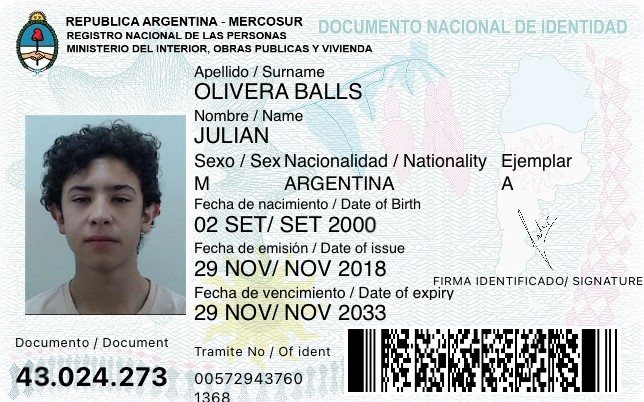 REPUBLICA ARGENTINA - MERCOSUR
REGISTRO NACIONAL DE LAS PERSONAS
MINISTERIO DEL INTERIOR, OBRAS PUBLICAS Y VIVIENDA
DOCUMENTO NACIONAL DE IDENTIDAD
Apellido / Surname
OLIVERA BALLS
Nombre / Name
JULIAN
Sexo / Sex Nacionalidad / Nationality Ejemplar
M ARGENTINA A
Fecha de nacimiento / Date of Birth
02 SET/ SET 2000
Fecha de emisión / Date of issue
29 NOV/ NOV 2018
FIRMA IDENTIFICADO/ SIGNATURE
Fecha de vencimiento / Date of expiry
29 NOV/ NOV 2033
Documento / Document
43.024.273
Tramite No / Of ident
00572943760
1368